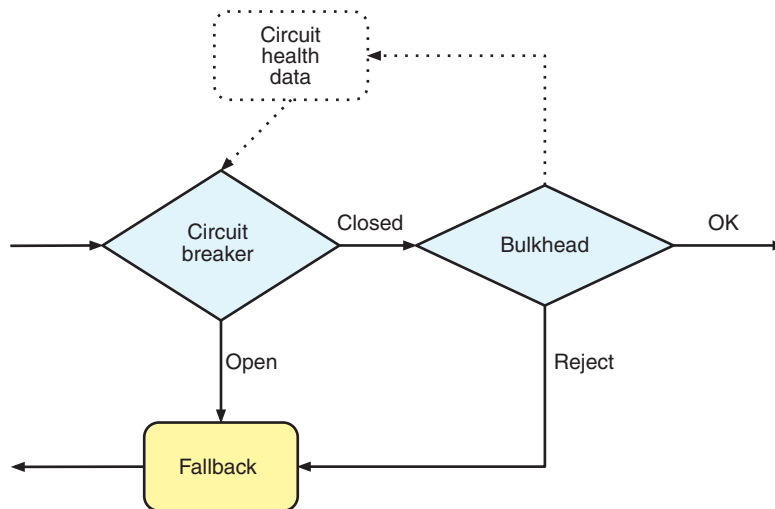 Circuit
health
data
Circuit
breaker
Closed
Bulkhead
OK
Open
Reject
Fallback